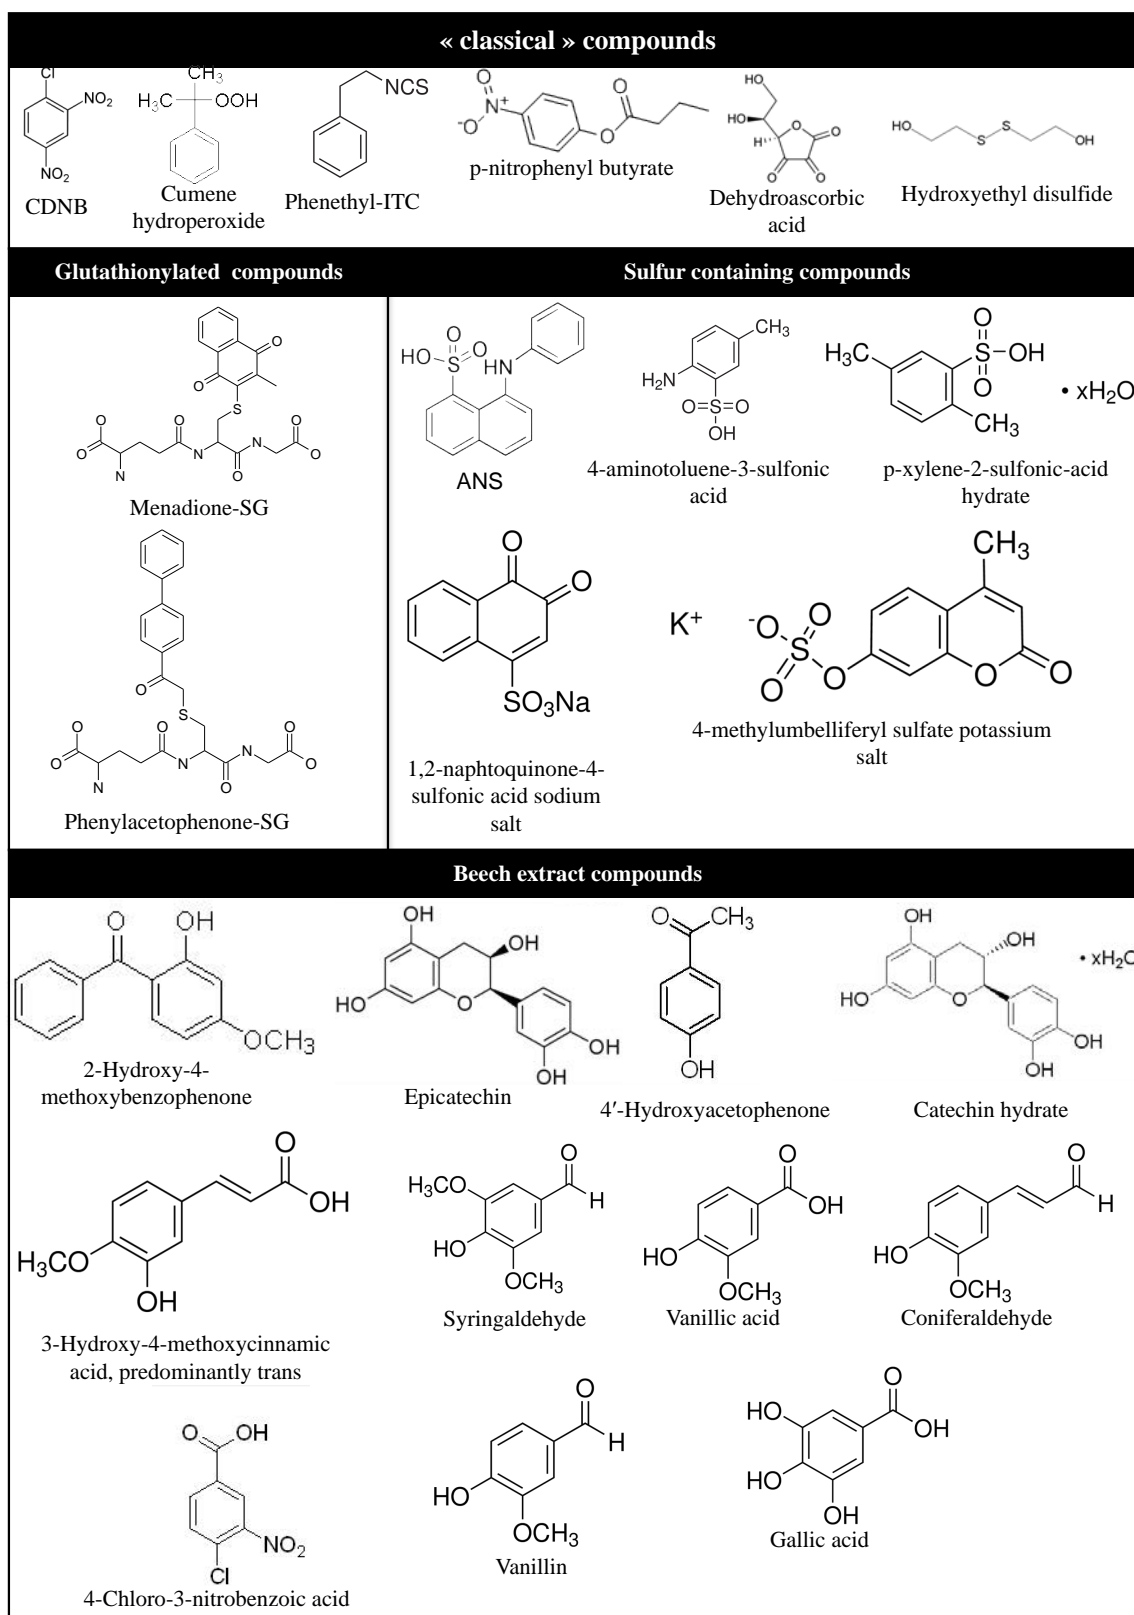 « classical » compounds
Cl
NO₂
NO₂
CDNB
CH₃
H₃C
OOH
Cumene
hydroperoxide
NCS
Phenethyl-ITC
O
N⁺
⁻O
O
O
p-nitrophenyl butyrate
HO
HO
H
O
O
O
O
Dehydroascorbic
acid
HO
S
S
OH
Hydroxyethyl disulfide
Glutathionylated compounds
Sulfur containing compounds
O
O
S
O
O
O
N
N
O
O
N
O
O
Menadione-SG
O
S
O
O
O
N
N
O
O
N
O
O
Phenylacetophenone-SG
O
HO
S
O
HN
ANS
CH₃
H₂N
O=S=O
OH
4-aminotoluene-3-sulfonic
acid
O
H₃C
S
OH
O
CH₃
• xH₂O
p-xylene-2-sulfonic-acid
hydrate
O
O
SO₃Na
1,2-naphtoquinone-4-
sulfonic acid sodium
salt
K⁺
CH₃
⁻O
O
S
O
O
O
O
4-methylumbelliferyl sulfate potassium
salt
Beech extract compounds
O
OH
OCH₃
2-Hydroxy-4-
methoxybenzophenone
OH
OH
HO
O
OH
OH
Epicatechin
O
CH₃
OH
4′-Hydroxyacetophenone
OH
OH
HO
O
OH
OH
• xH₂O
Catechin hydrate
O
OH
H₃CO
OH
3-Hydroxy-4-methoxycinnamic
acid, predominantly trans
O
H₃CO
H
HO
OCH₃
Syringaldehyde
O
OH
HO
OCH₃
Vanillic acid
O
H
HO
OCH₃
Coniferaldehyde
O
OH
NO₂
Cl
4-Chloro-3-nitrobenzoic acid
O
H
HO
OCH₃
Vanillin
O
HO
OH
HO
OH
Gallic acid